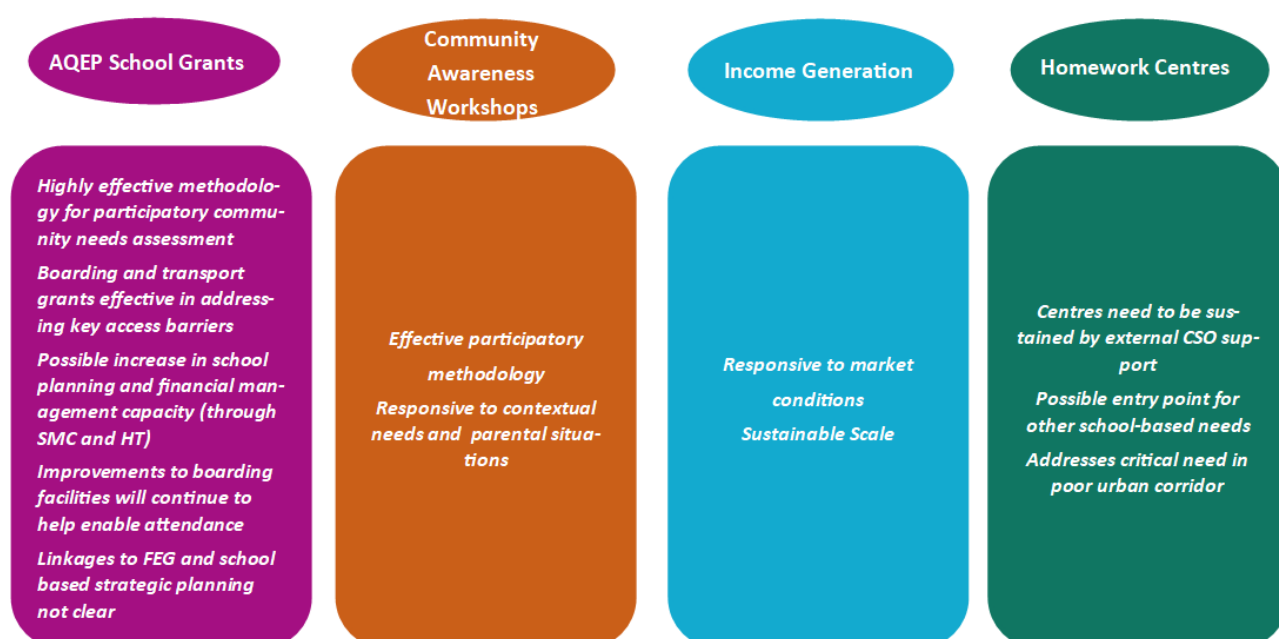 AQEP School Grants
Highly effective methodolo-
gy for participatory commu-
nity needs assessment
Boarding and transport
grants effective in address-
ing key access barriers
Possible increase in school
planning and financial man-
agement capacity (through
SMC and HT)
Improvements to boarding
facilities will continue to
help enable attendance
Linkages to FEG and school
based strategic planning
not clear
Community
Awareness
Workshops
Effective participatory
methodology
Responsive to contextual
needs and parental situa-
tions
Income Generation
Responsive to market
conditions
Sustainable Scale
Homework Centres
Centres need to be sus-
tained by external CSO sup-
port
Possible entry point for
other school-based needs
Addresses critical need in
poor urban corridor